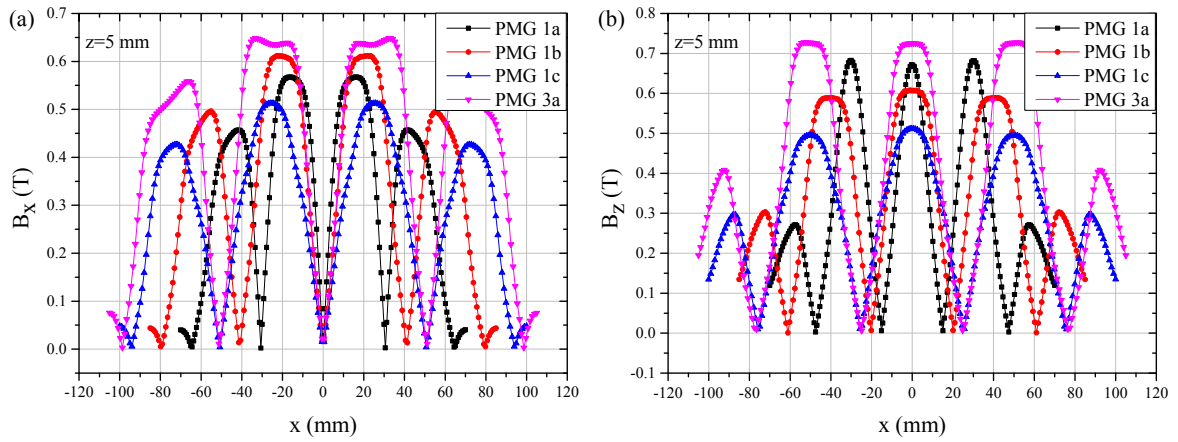 (a)
0.7
0.6
0.5
0.4
0.3
0.2
0.1
0.0
B_x (T)
z=5 mm
PMG 1a
PMG 1b
PMG 1c
PMG 3a
-120 -100 -80 -60 -40 -20 0 20 40 60 80 100 120
x (mm)
(b)
0.8
0.7
0.6
0.5
0.4
0.3
0.2
0.1
0.0
-0.1
B_z (T)
z=5 mm
PMG 1a
PMG 1b
PMG 1c
PMG 3a
-120 -100 -80 -60 -40 -20 0 20 40 60 80 100 120
x (mm)